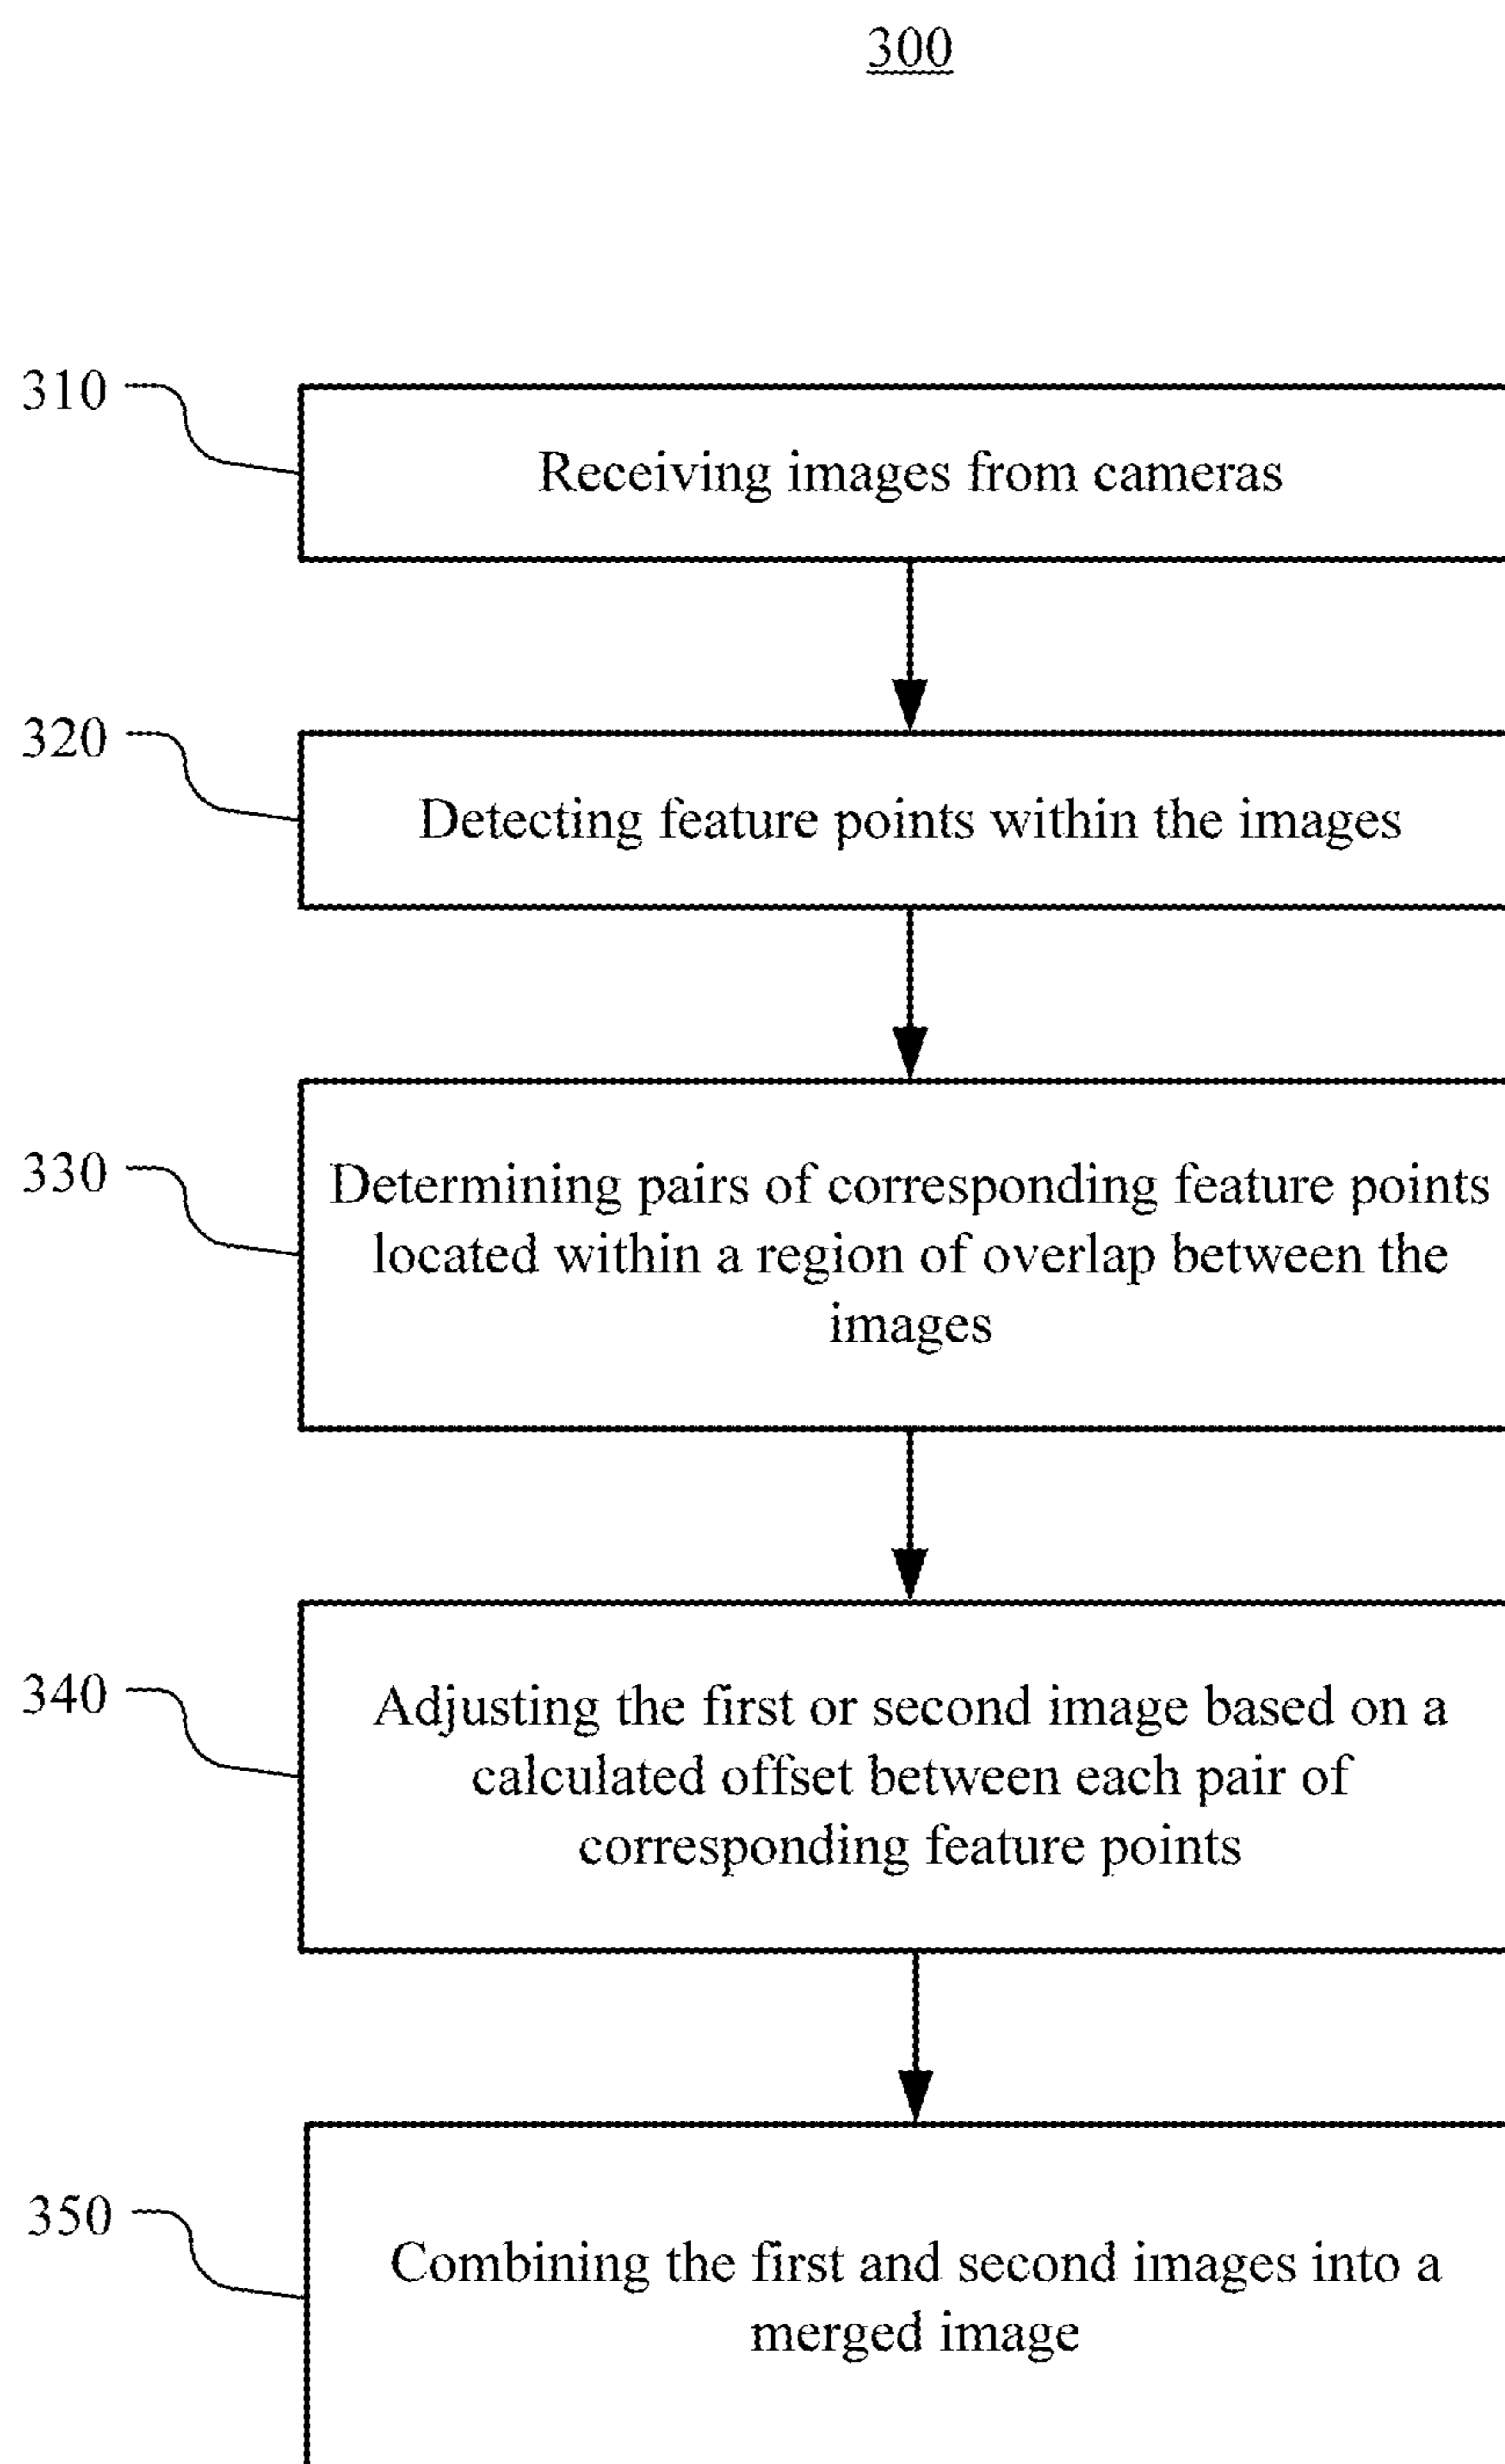 300
310
Receiving images from cameras
320
Detecting feature points within the images
330
Determining pairs of corresponding feature points
located within a region of overlap between the
images
340
Adjusting the first or second image based on a
calculated offset between each pair of
corresponding feature points
350
Combining the first and second images into a
merged image